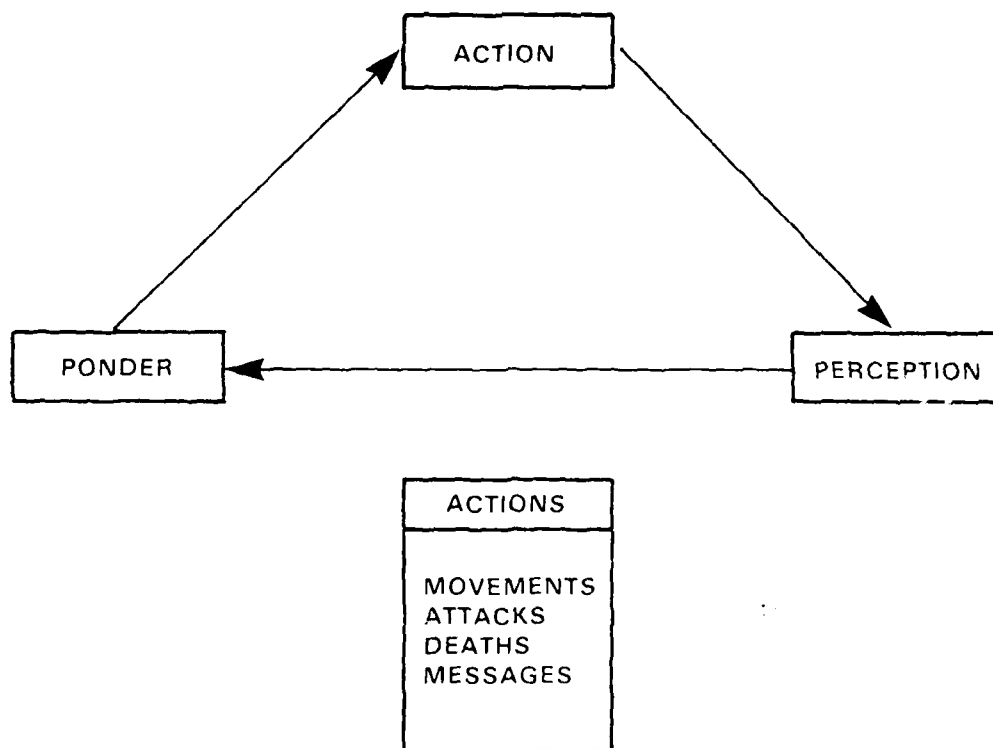 ACTION
PONDER
PERCEPTION
ACTIONS
MOVEMENTS
ATTACKS
DEATHS
MESSAGES